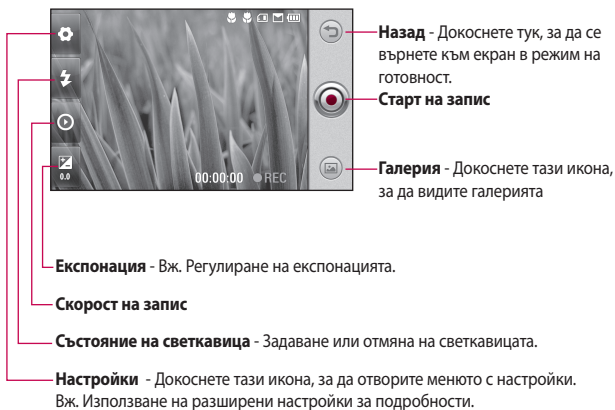 Назад - Докоснете тук, за да се
върнете към екран в режим на
готовност.
Старт на запис
Галерия - Докоснете тази икона,
за да видите галерията
0.0
00:00:00 REC
Експонация - Вж. Регулиране на експонацията.
Скорост на запис
Състояние на светкавица - Задаване или отмяна на светкавицата.
Настройки - Докоснете тази икона, за да отворите менюто с настройки.
Вж. Използване на разширени настройки за подробности.